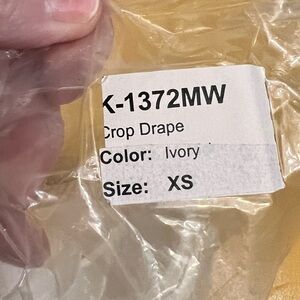 K-1372MW
Crop Drape
Color: Ivory
Size: XS